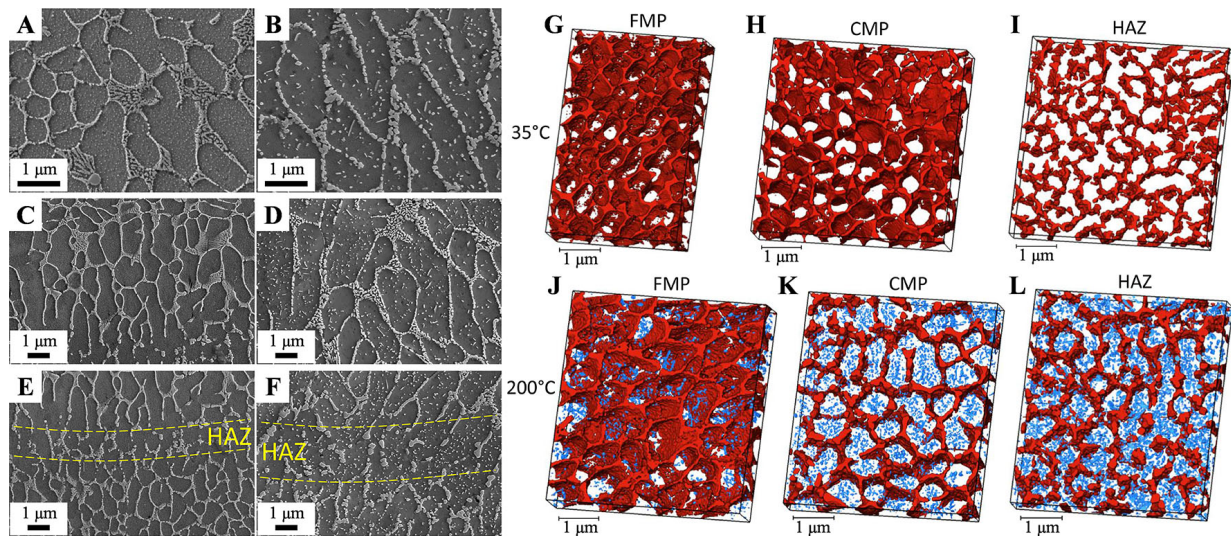 A
B
1 μm
1 μm
C
D
1 μm
1 μm
E
F
HAZ
HAZ
1 μm
1 μm
G
FMP
H
CMP
I
HAZ
35°C
1 μm
1 μm
1 μm
J
FMP
K
CMP
L
HAZ
200°C
1 μm
1 μm
1 μm